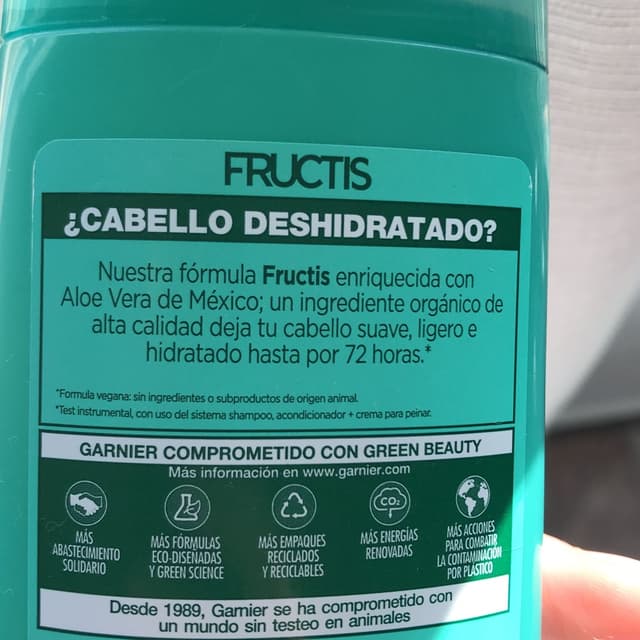 FRUCTIS
¿CABELLO DESHIDRATADO?
Nuestra fórmula Fructis enriquecida con
Aloe Vera de México; un ingrediente orgánico de
alta calidad deja tu cabello suave, ligero e
hidratado hasta por 72 horas.*
*Formula vegana: sin ingredientes o subproductos de origen animal.
*Test instrumental, con uso del sistema shampoo, acondicionador + crema para peinar.
GARNIER COMPROMETIDO CON GREEN BEAUTY
Más información en www.garnier.com
CO2
MÁS
ABASTECIMIENTO
SOLIDARIO
MÁS FÓRMULAS
ECO-DISEÑADAS
Y GREEN SCIENCE
MÁS EMPAQUES
RECICLADOS
Y RECICLABLES
MÁS ENERGÍAS
RENOVADAS
MÁS ACCIONES
PARA COMBATIR
LA CONTAMINACIÓN
POR PLÁSTICO
Desde 1989, Garnier se ha comprometido con
un mundo sin testeo en animales